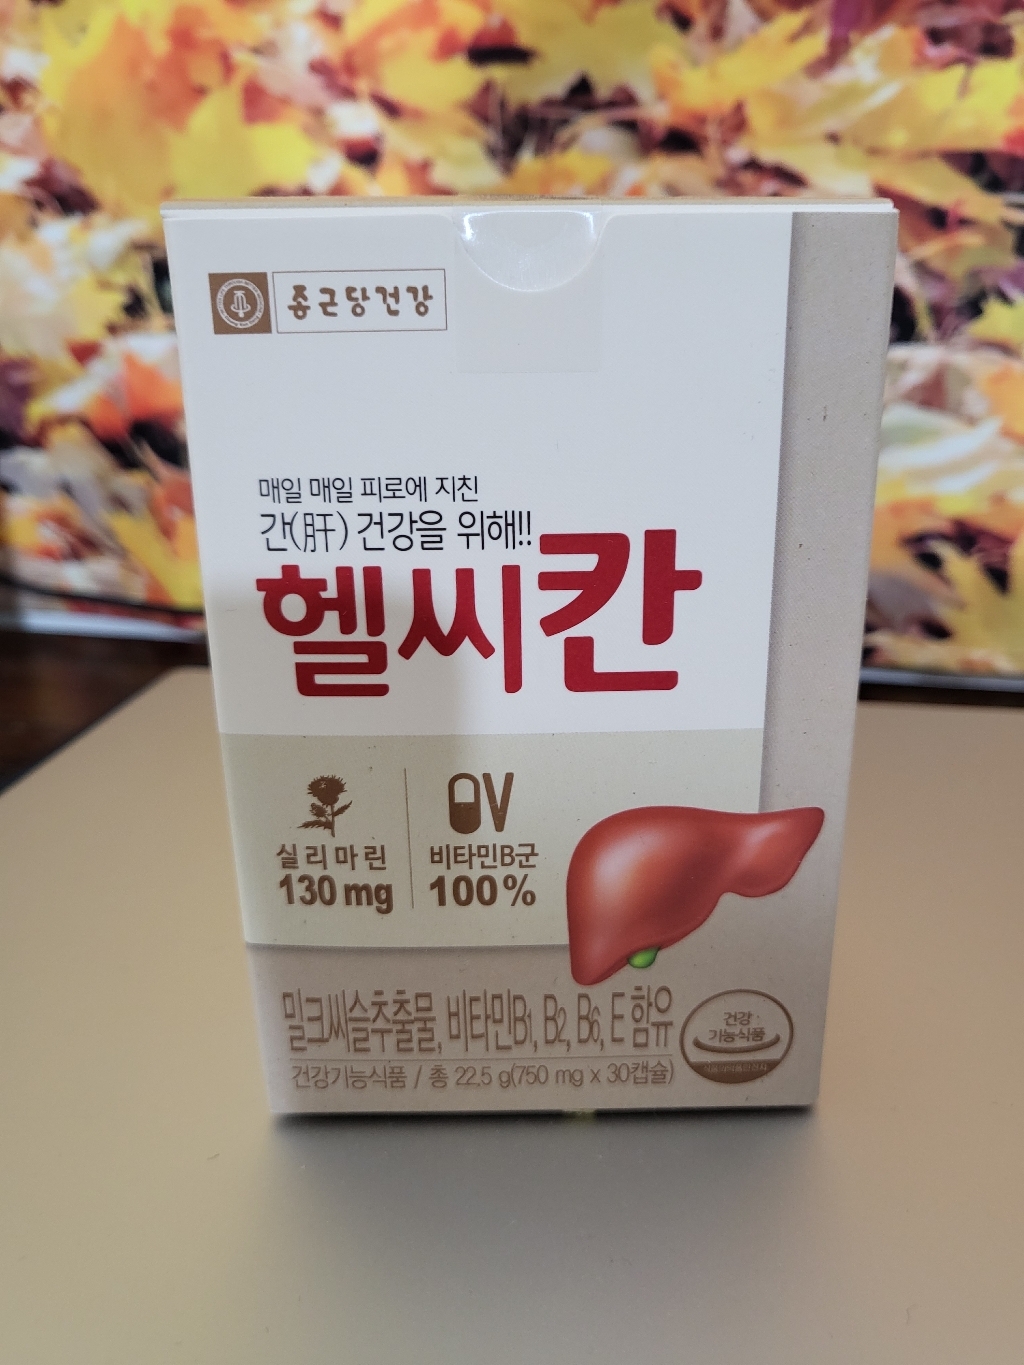 종근당건강
매일 매일 피로에 지친
간(肝) 건강을 위해!!
헬씨칸
실리마린
130 mg
비타민B군
100%
밀크씨슬추출물, 비타민B1, B2, B6, E 함유
건강기능식품 / 총 22.5 g(750 mg x 30캡슐)
건강
기능식품